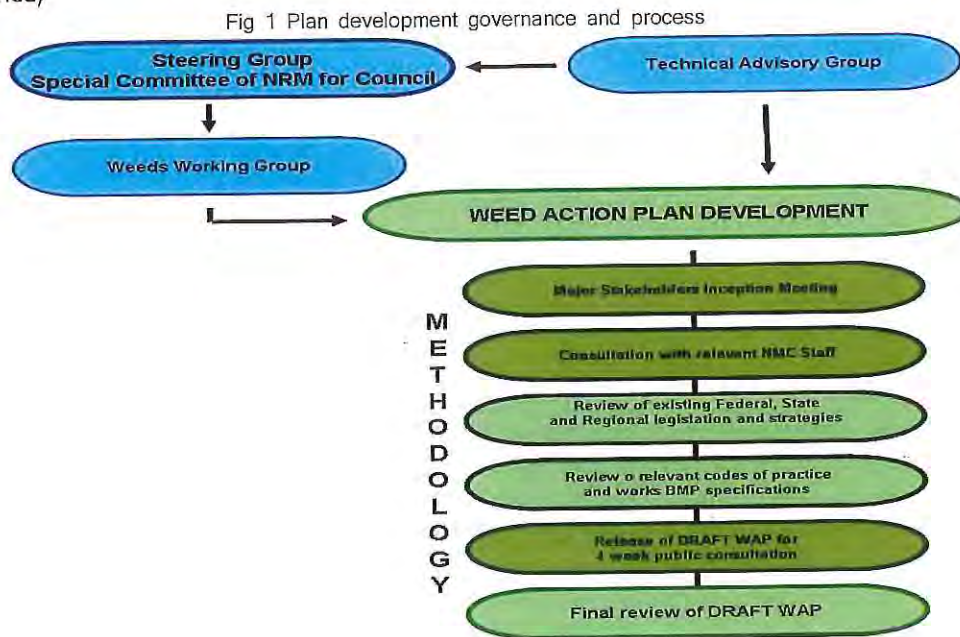 Fig 1 Plan development governance and process
Steering Group
Special Committee of NRM for Council
Technical Advisory Group
Weeds Working Group
WEED ACTION PLAN DEVELOPMENT
METHODOLOGY
Major Stakeholders Inception Meeting
Consultation with relevant NMC Staff
Review of existing Federal, State
and Regional legislation and strategies
Review o relevant codes of practice
and works BMP specifications
Release of DRAFT WAP for
4 week public consultation
Final review of DRAFT WAP